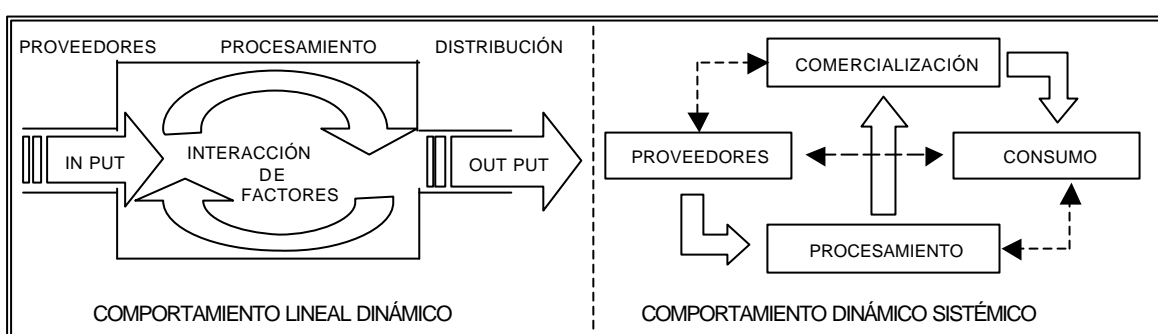 PROVEEDORES PROCESAMIENTO DISTRIBUCIÓN
IN PUT
INTERACCIÓN
DE
FACTORES
OUT PUT
COMPORTAMIENTO LINEAL DINÁMICO
COMERCIALIZACIÓN
PROVEEDORES
CONSUMO
PROCESAMIENTO
COMPORTAMIENTO DINÁMICO SISTÉMICO